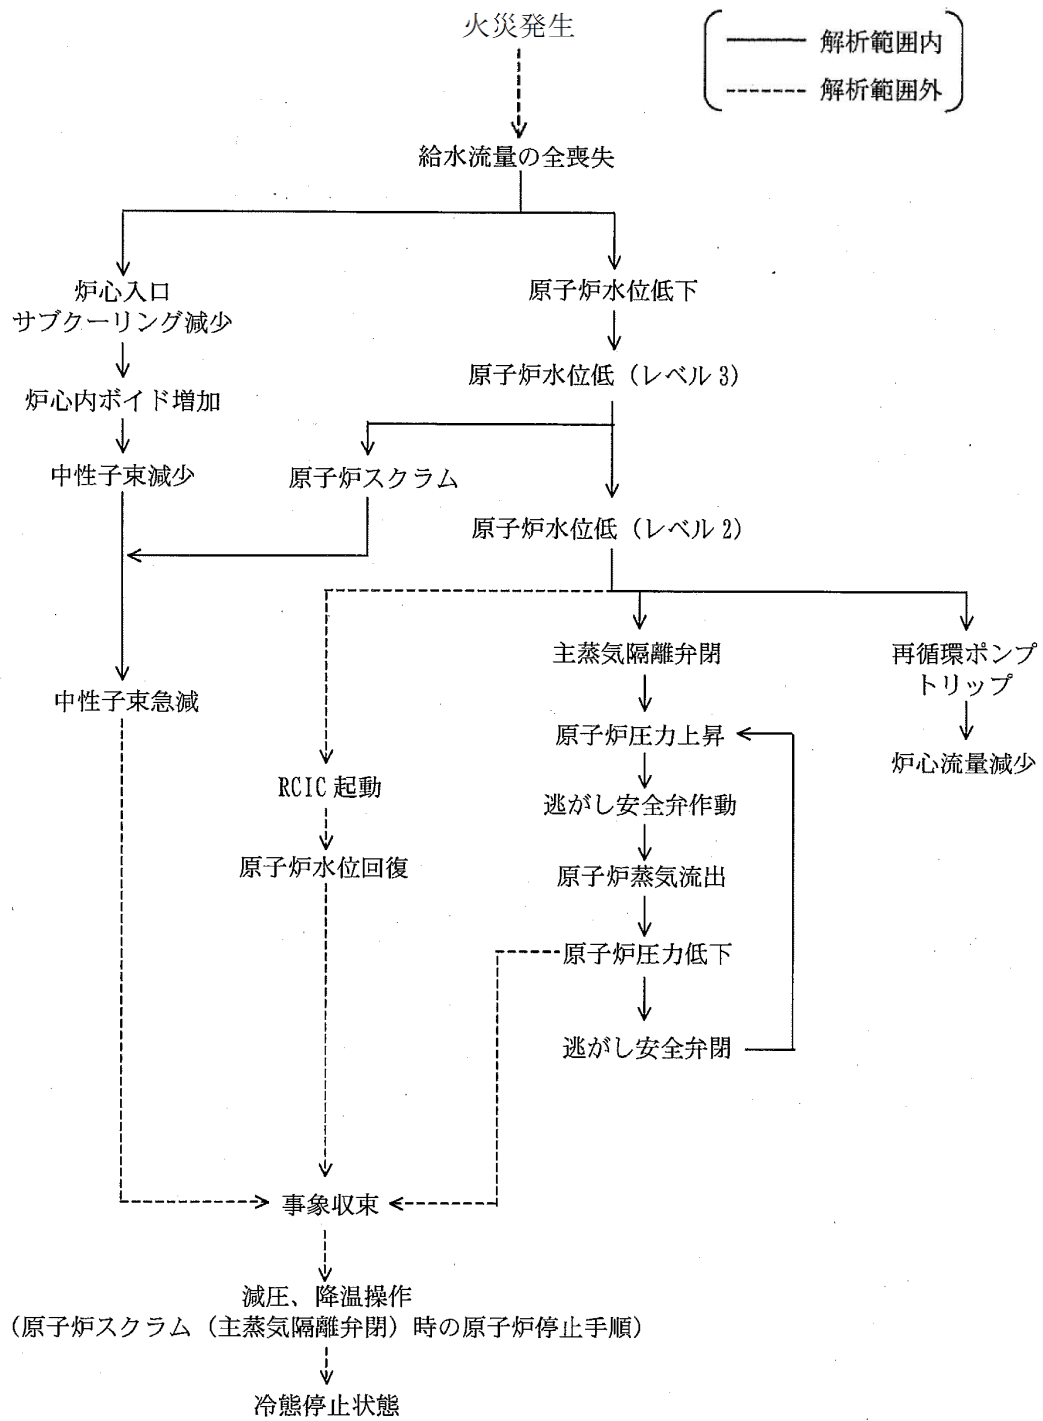 火災発生
解析範囲内
解析範囲外
給水流量の全喪失
炉心入口
サブクーリング減少
原子炉水位低下
原子炉水位低（レベル3）
炉心内ボイド増加
中性子束減少
原子炉スクラム
原子炉水位低（レベル2）
主蒸気隔離弁閉
再循環ポンプ
トリップ
中性子束急減
原子炉圧力上昇
炉心流量減少
RCIC起動
逃がし安全弁作動
原子炉水位回復
原子炉蒸気流出
原子炉圧力低下
逃がし安全弁閉
事象収束
減圧、降温操作
（原子炉スクラム（主蒸気隔離弁閉）時の原子炉停止手順）
冷態停止状態